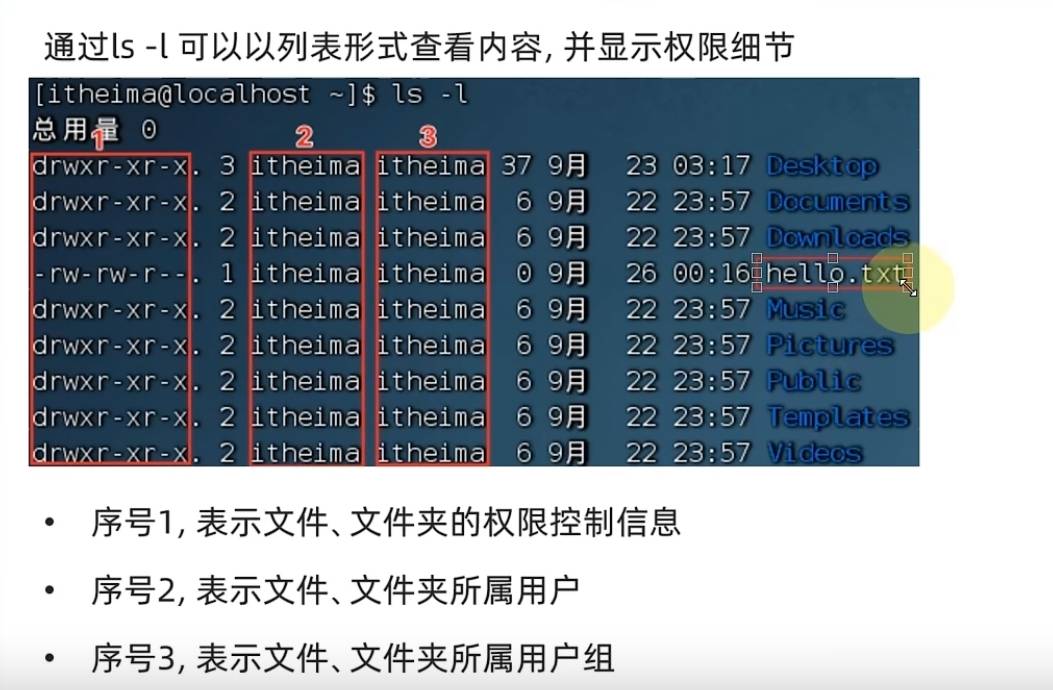 通过ls -l 可以以列表形式查看内容, 并显示权限细节
[itheima@localhost ~]$ ls -l
总用量 0
1 2 3
drwxr-xr-x. 3 itheima itheima 37 9月 23 03:17 Desktop
drwxr-xr-x. 2 itheima itheima 6 9月 22 23:57 Documents
drwxr-xr-x. 2 itheima itheima 6 9月 22 23:57 Downloads
-rw-rw-r--. 1 itheima itheima 0 9月 26 00:16 hello.txt
drwxr-xr-x. 2 itheima itheima 6 9月 22 23:57 Music
drwxr-xr-x. 2 itheima itheima 6 9月 22 23:57 Pictures
drwxr-xr-x. 2 itheima itheima 6 9月 22 23:57 Public
drwxr-xr-x. 2 itheima itheima 6 9月 22 23:57 Templates
drwxr-xr-x. 2 itheima itheima 6 9月 22 23:57 Videos
• 序号1, 表示文件、文件夹的权限控制信息
• 序号2, 表示文件、文件夹所属用户
• 序号3, 表示文件、文件夹所属用户组